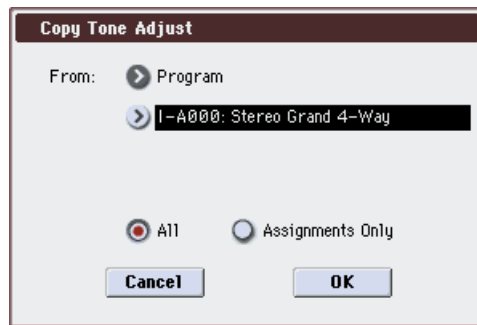 Copy Tone Adjust
From: Program
I-A000: Stereo Grand 4-Way
All Assignments Only
Cancel OK